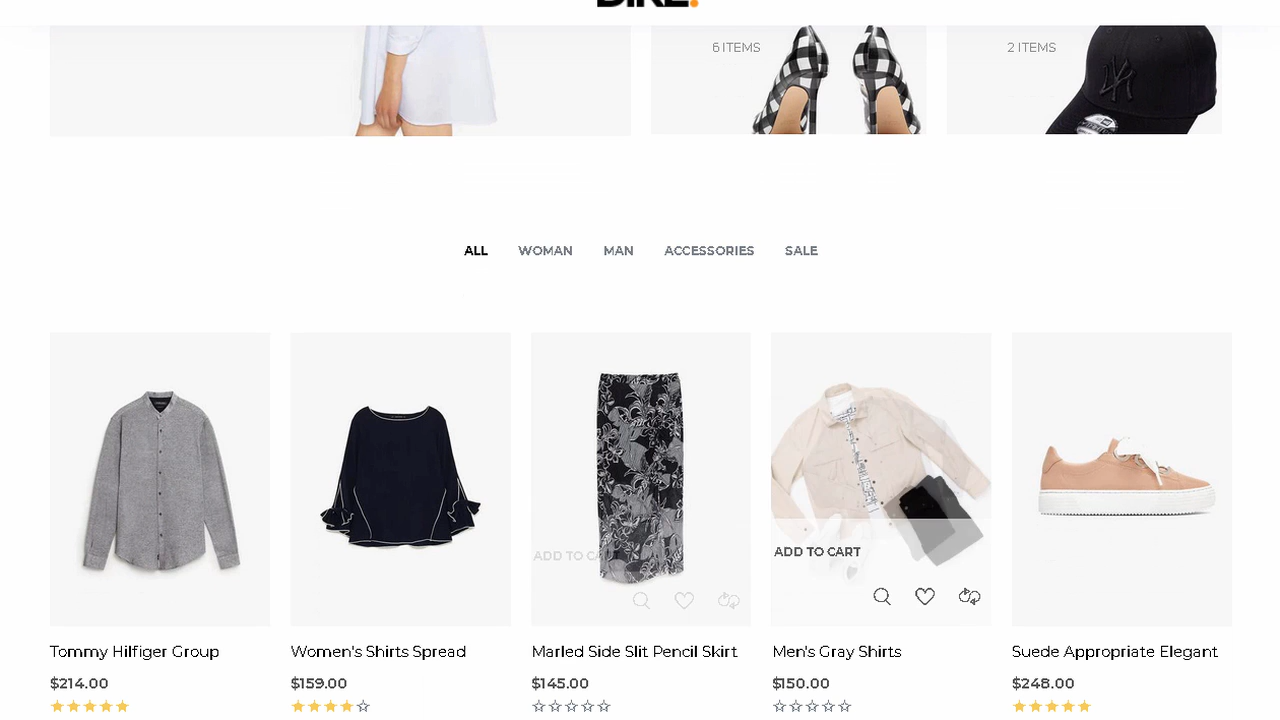 6 ITEMS
2 ITEMS
ALL WOMAN MAN ACCESSORIES SALE
ADD TO CART
Tommy Hilfiger Group
$214.00
Women's Shirts Spread
$159.00
Marled Side Slit Pencil Skirt
$145.00
Men's Gray Shirts
$150.00
Suede Appropriate Elegant
$248.00